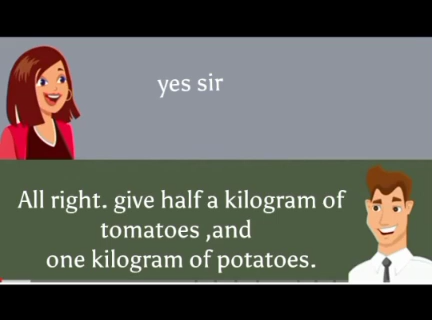 yes sir
All right. give half a kilogram of
tomatoes ,and
one kilogram of potatoes.